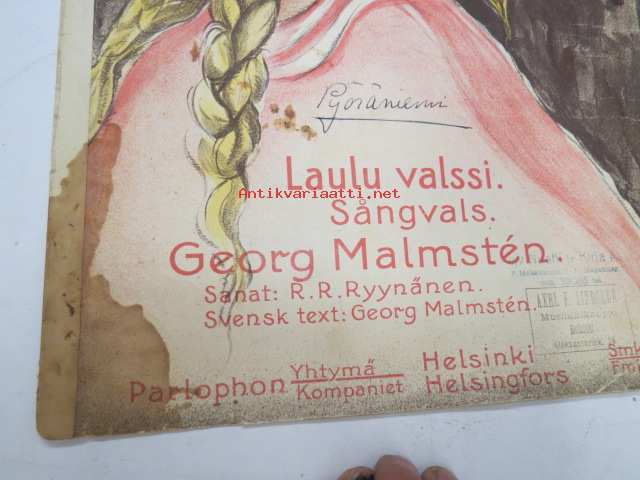 Pyöräniemi
Laulu valssi.
Antikvariaatti.net
Sångvals.
Georg Malmstén.
Sanat: R.R.Ryynänen.
Svensk text: Georg Malmstén.
Parlophon Yhtymä Helsinki
Kompaniet Helsingfors